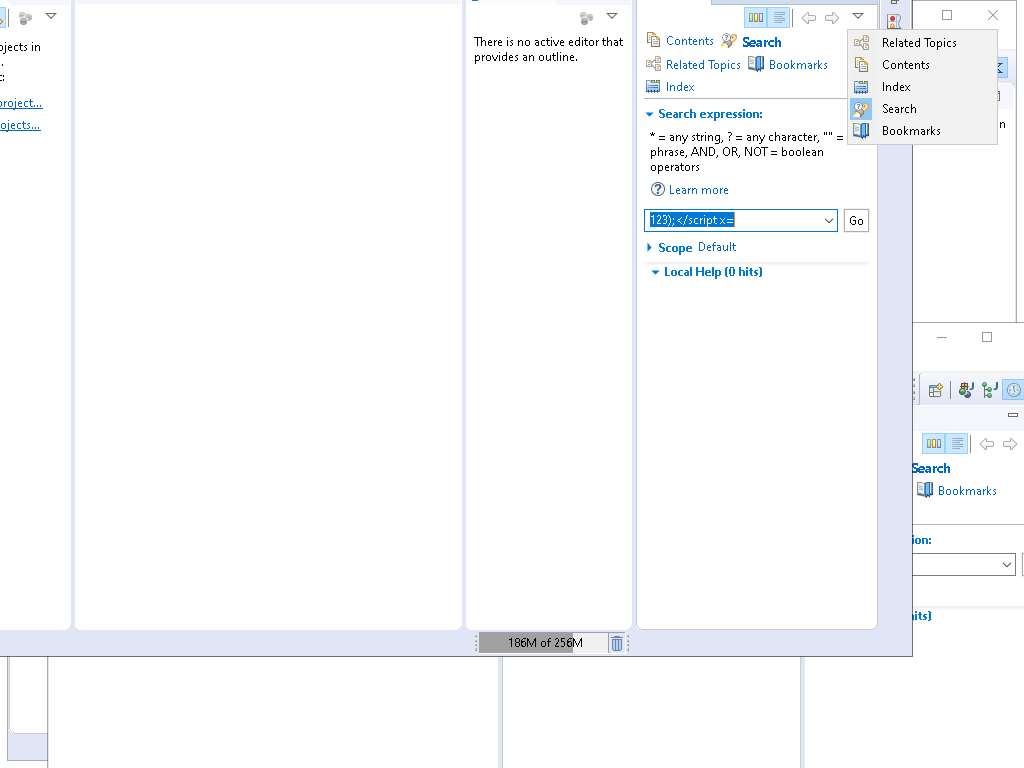 ojects in
.
:
project...
ojects...
There is no active editor that
provides an outline.
Contents Search
Related Topics Bookmarks
Index
Search expression:
* = any string, ? = any character, "" =
phrase, AND, OR, NOT = boolean
operators
Learn more
123);</script x=
Go
Scope Default
Local Help (0 hits)
Related Topics
Contents
Index
Search
Bookmarks
n
186M of 256M
Search
Bookmarks
ion:
hits)